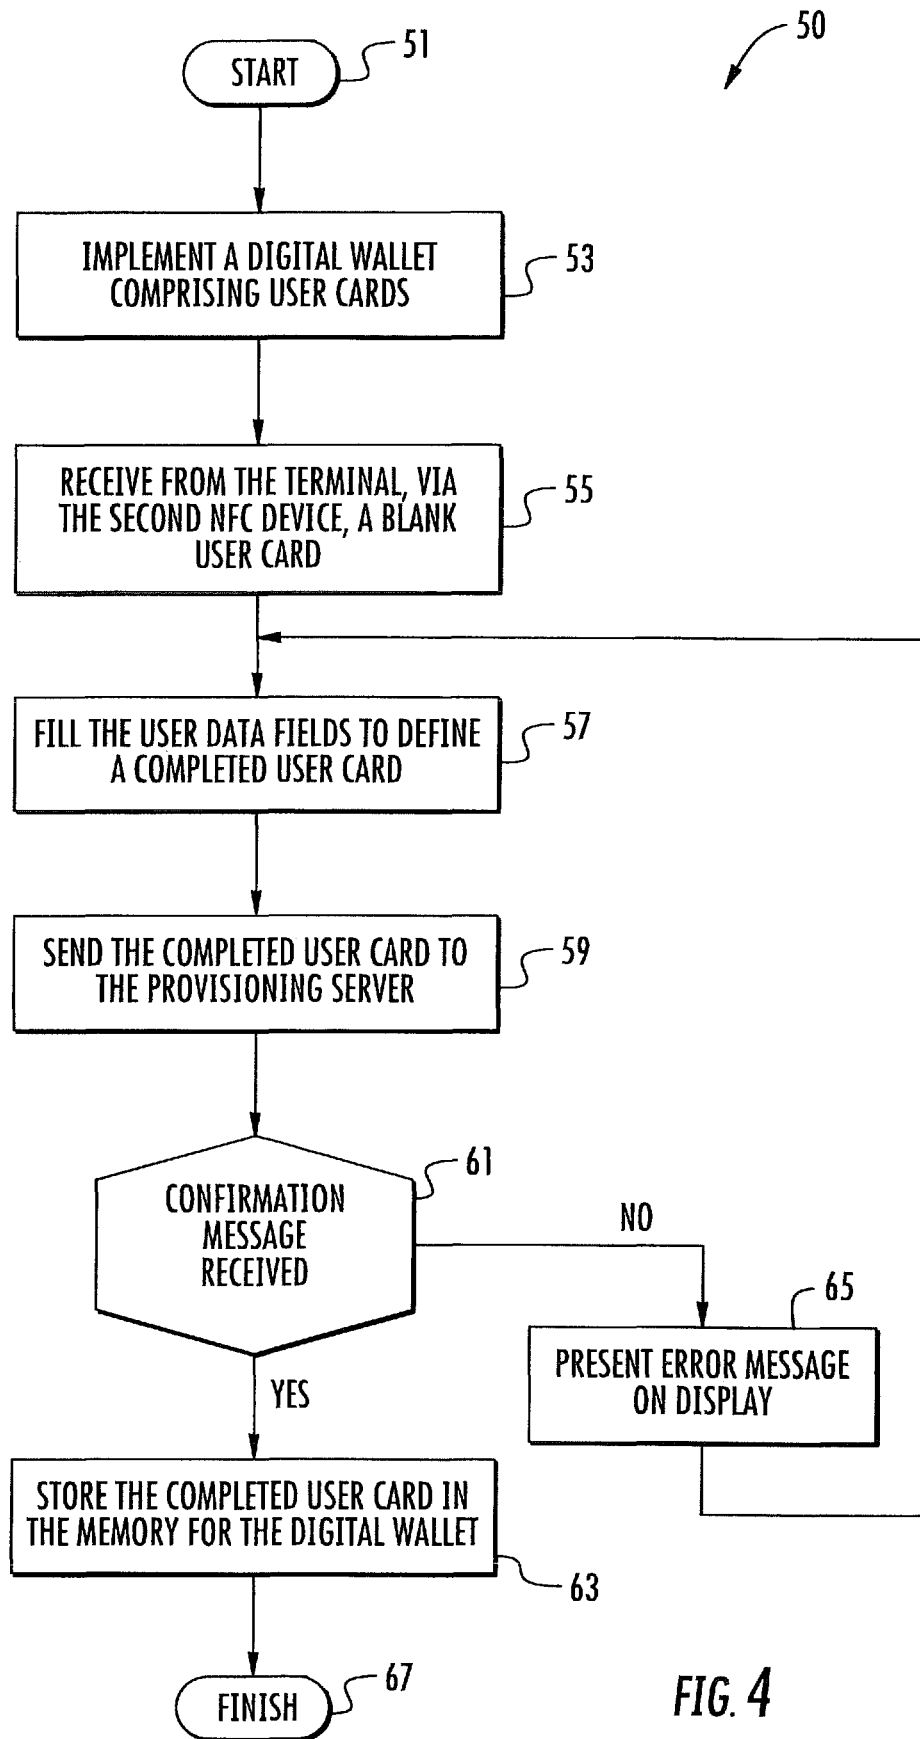 50
START
51
IMPLEMENT A DIGITAL WALLET
COMPRISING USER CARDS
53
RECEIVE FROM THE TERMINAL, VIA
THE SECOND NFC DEVICE, A BLANK
USER CARD
55
FILL THE USER DATA FIELDS TO DEFINE
A COMPLETED USER CARD
57
SEND THE COMPLETED USER CARD TO
THE PROVISIONING SERVER
59
CONFIRMATION
MESSAGE
RECEIVED
61
NO
65
PRESENT ERROR MESSAGE
ON DISPLAY
YES
STORE THE COMPLETED USER CARD IN
THE MEMORY FOR THE DIGITAL WALLET
63
FINISH
67
FIG. 4